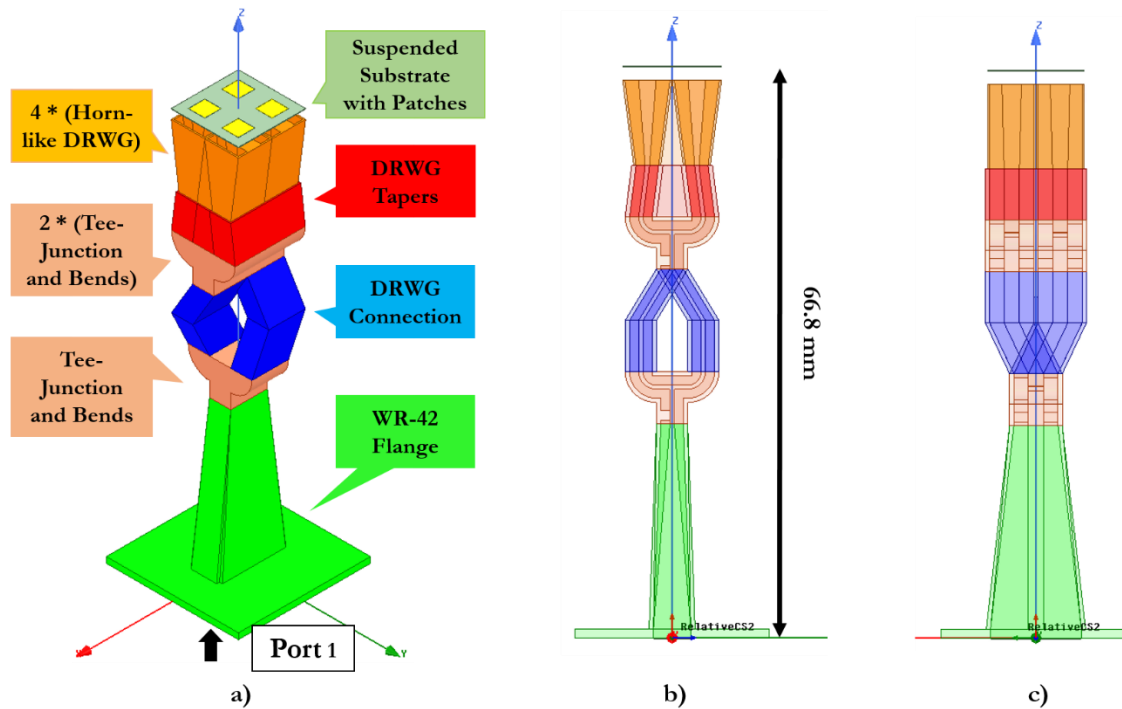 Z
Suspended
Substrate
with Patches
4 * (Horn-
like DRWG)
DRWG
Tapers
2 * (Tee-
Junction
and Bends)
DRWG
Connection
Tee-
Junction
and Bends
WR-42
Flange
Y
Port 1
a)
Z
66.8 mm
RelativeCS2
b)
Z
RelativeCS2
c)